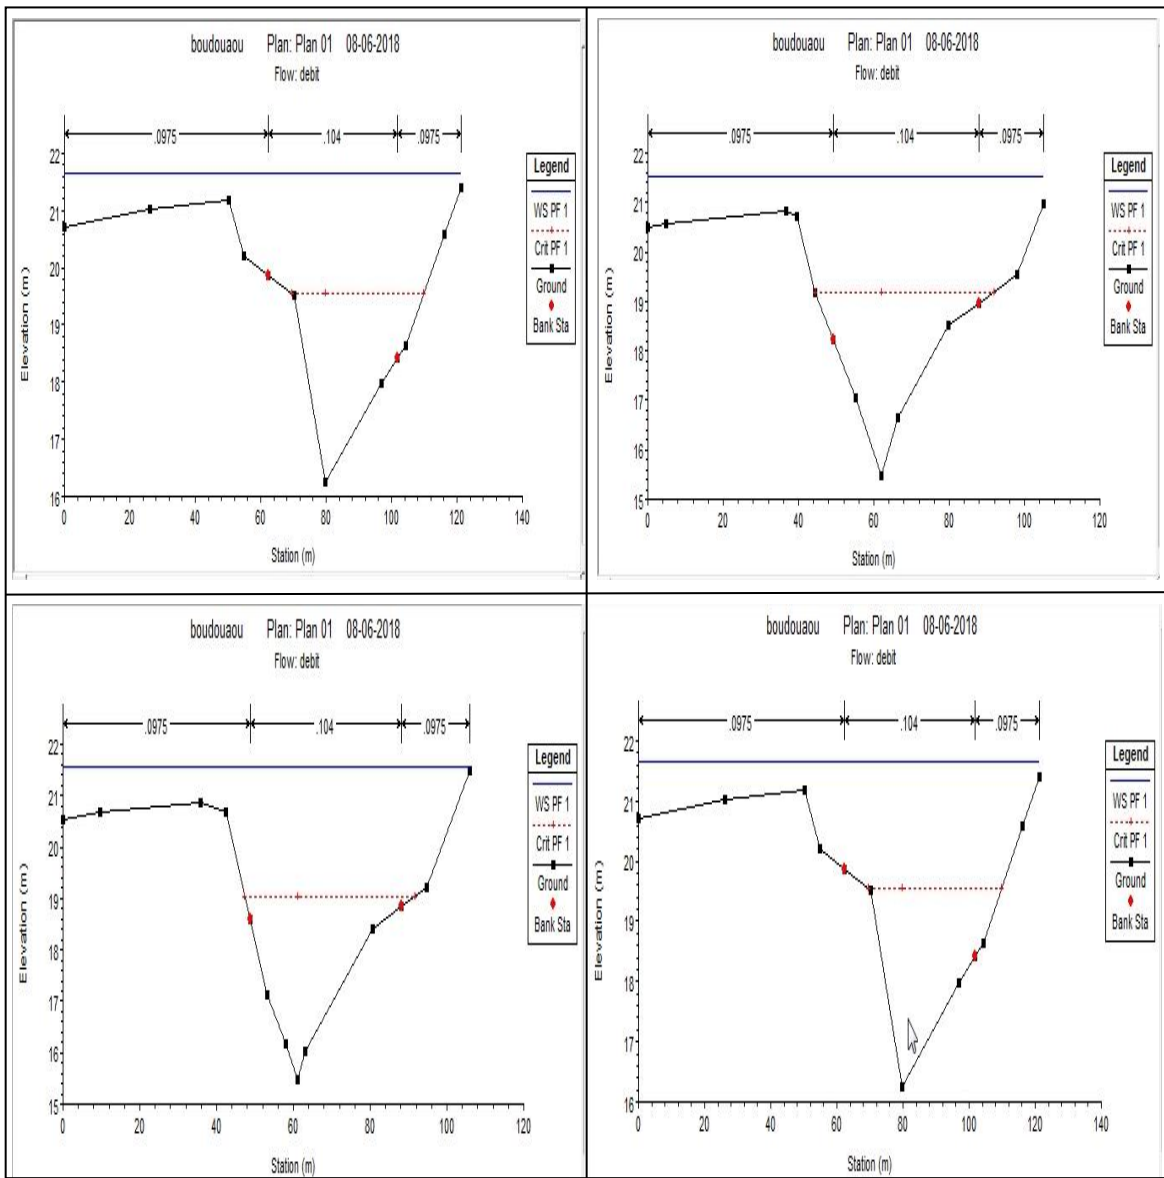 boudouaou Plan: Plan 01 08-06-2018
Flow: debit
.0975 .104 .0975
22
21
20
19
18
17
16
Elevation (m)
0 20 40 60 80 100 120 140
Station (m)
Legend
WS PF 1
Crit PF 1
Ground
Bank Sta
boudouaou Plan: Plan 01 08-06-2018
Flow: debit
.0975 .104 .0975
22
21
20
19
18
17
16
15
Elevation (m)
0 20 40 60 80 100 120
Station (m)
Legend
WS PF 1
Crit PF 1
Ground
Bank Sta
boudouaou Plan: Plan 01 08-06-2018
Flow: debit
.0975 .104 .0975
22
21
20
19
18
17
16
15
Elevation (m)
0 20 40 60 80 100 120
Station (m)
Legend
WS PF 1
Crit PF 1
Ground
Bank Sta
boudouaou Plan: Plan 01 08-06-2018
Flow: debit
.0975 .104 .0975
22
21
20
19
18
17
16
Elevation (m)
0 20 40 60 80 100 120 140
Station (m)
Legend
WS PF 1
Crit PF 1
Ground
Bank Sta